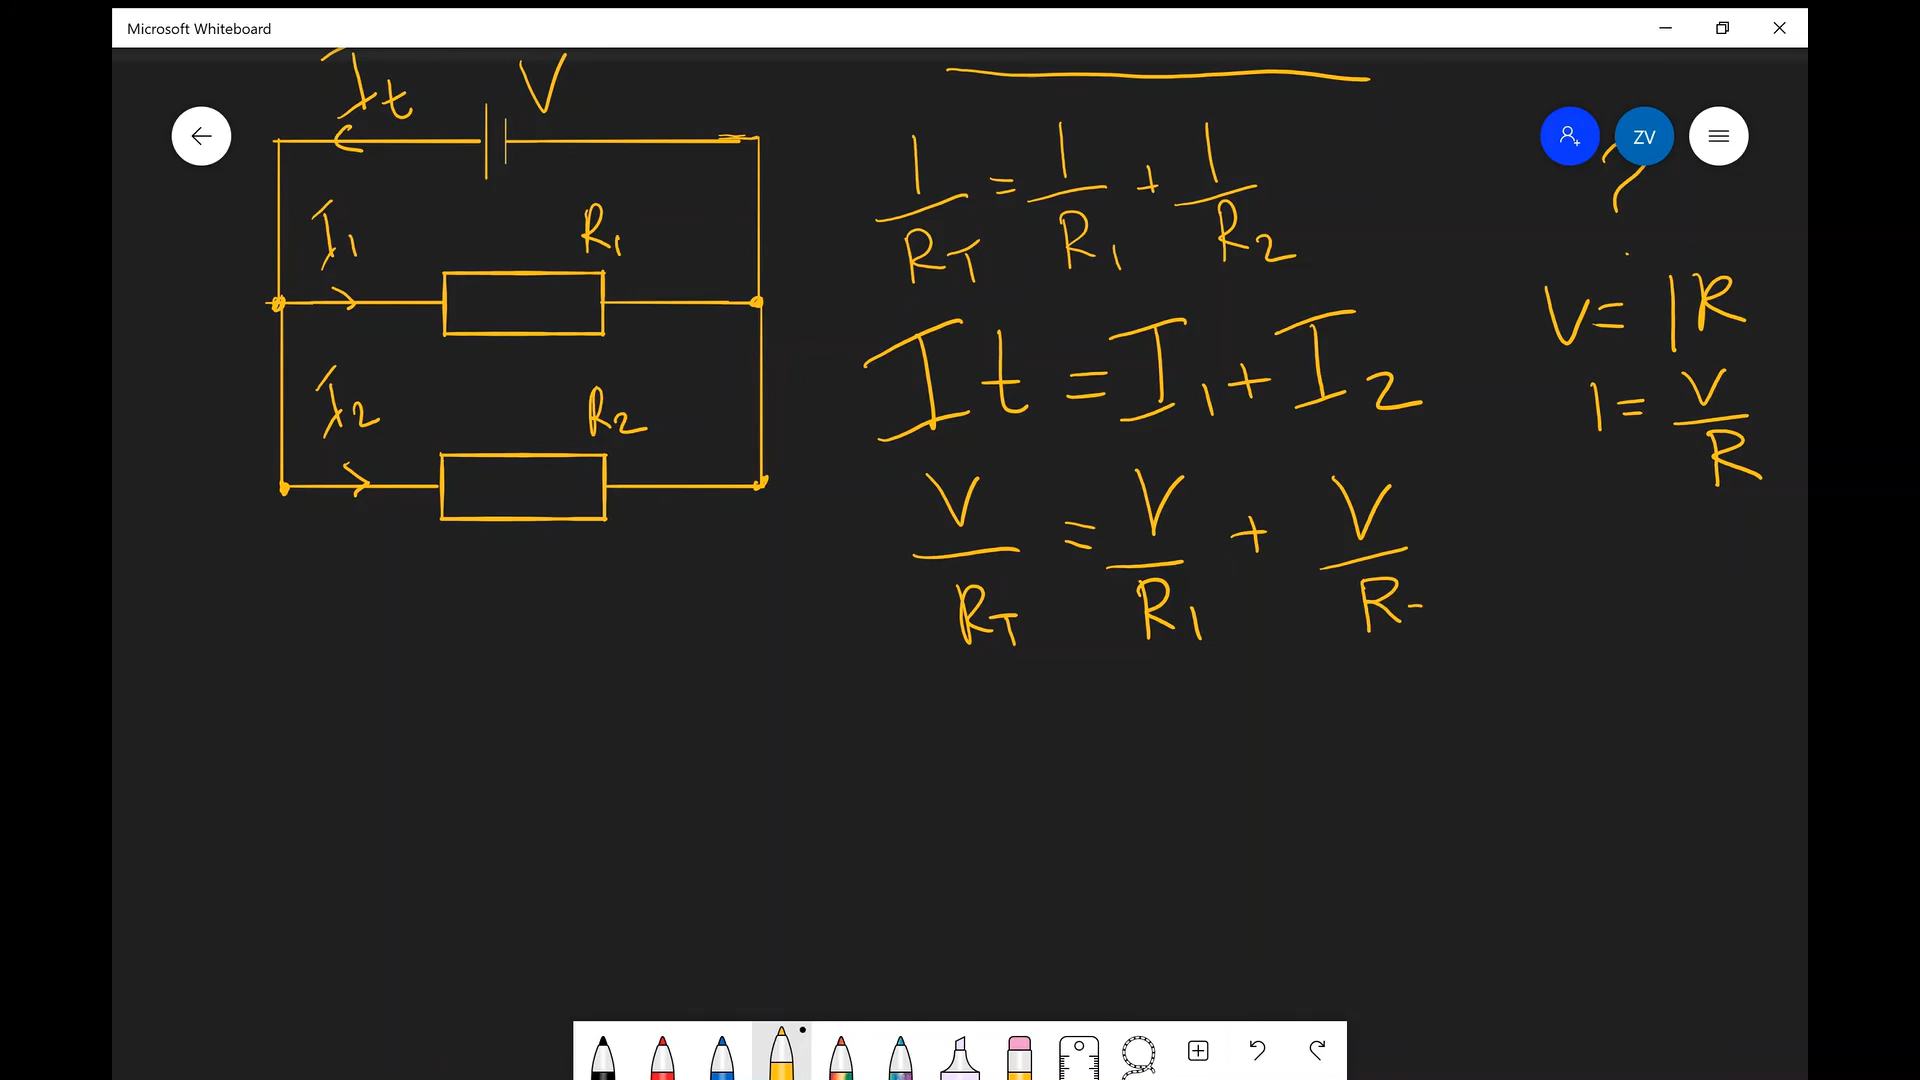 Microsoft Whiteboard
It V
I1 R1
I2 R2
1/RT = 1/R1 + 1/R2
It = I1 + I2
V/RT = V/R1 + V/R-
ZV
?
V = IR
I = V/R